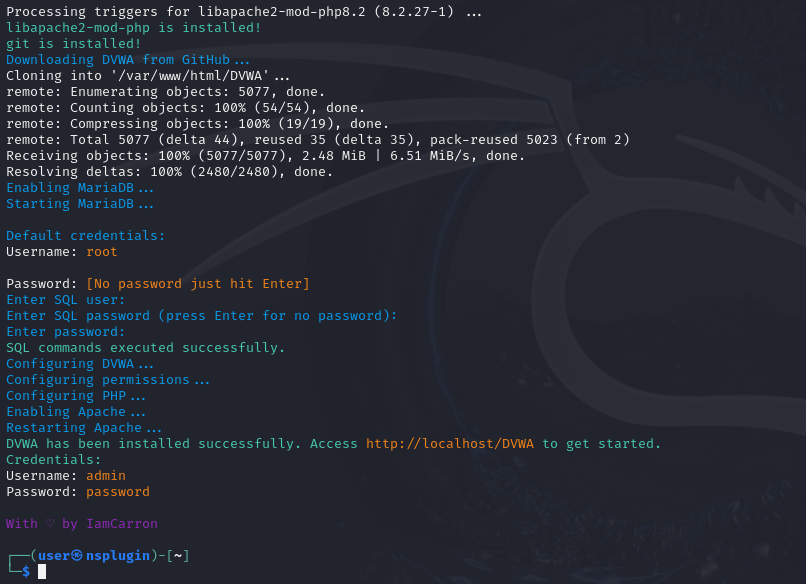 Processing triggers for libapache2-mod-php8.2 (8.2.27-1) ...
libapache2-mod-php is installed!
git is installed!
Downloading DVWA from GitHub...
Cloning into '/var/www/html/DVWA'...
remote: Enumerating objects: 5077, done.
remote: Counting objects: 100% (54/54), done.
remote: Compressing objects: 100% (19/19), done.
remote: Total 5077 (delta 44), reused 35 (delta 35), pack-reused 5023 (from 2)
Receiving objects: 100% (5077/5077), 2.48 MiB | 6.51 MiB/s, done.
Resolving deltas: 100% (2480/2480), done.
Enabling MariaDB...
Starting MariaDB...
Default credentials:
Username: root
Password: [No password just hit Enter]
Enter SQL user:
Enter SQL password (press Enter for no password):
Enter password:
SQL commands executed successfully.
Configuring DVWA...
Configuring permissions...
Configuring PHP...
Enabling Apache...
Restarting Apache...
DVWA has been installed successfully. Access http://localhost/DVWA to get started.
Credentials:
Username: admin
Password: password
With ♡ by IamCarron
┌──(user㉿nsplugin)-[~]
└─$